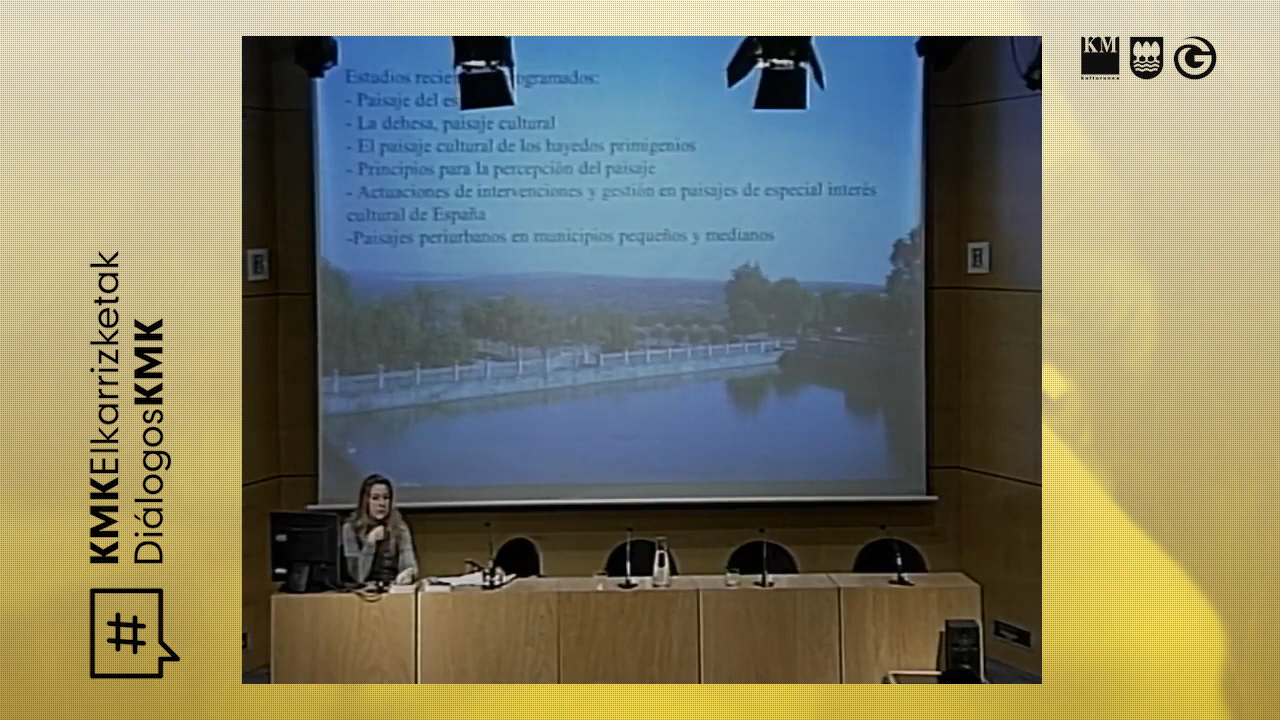 KMKElkarrizketak
DiálogosKMK
#
KM
kulturunea
G
Estudios
- Paisaje del
- La dehesa, paisaje cultural
- El paisaje cultural de los hayedos primigenios
- Principios para la percepción del paisaje
- Actuaciones de intervenciones y gestión en paisajes de especial interés
cultural de España
-Paisajes periurbanos en municipios pequeños y medianos